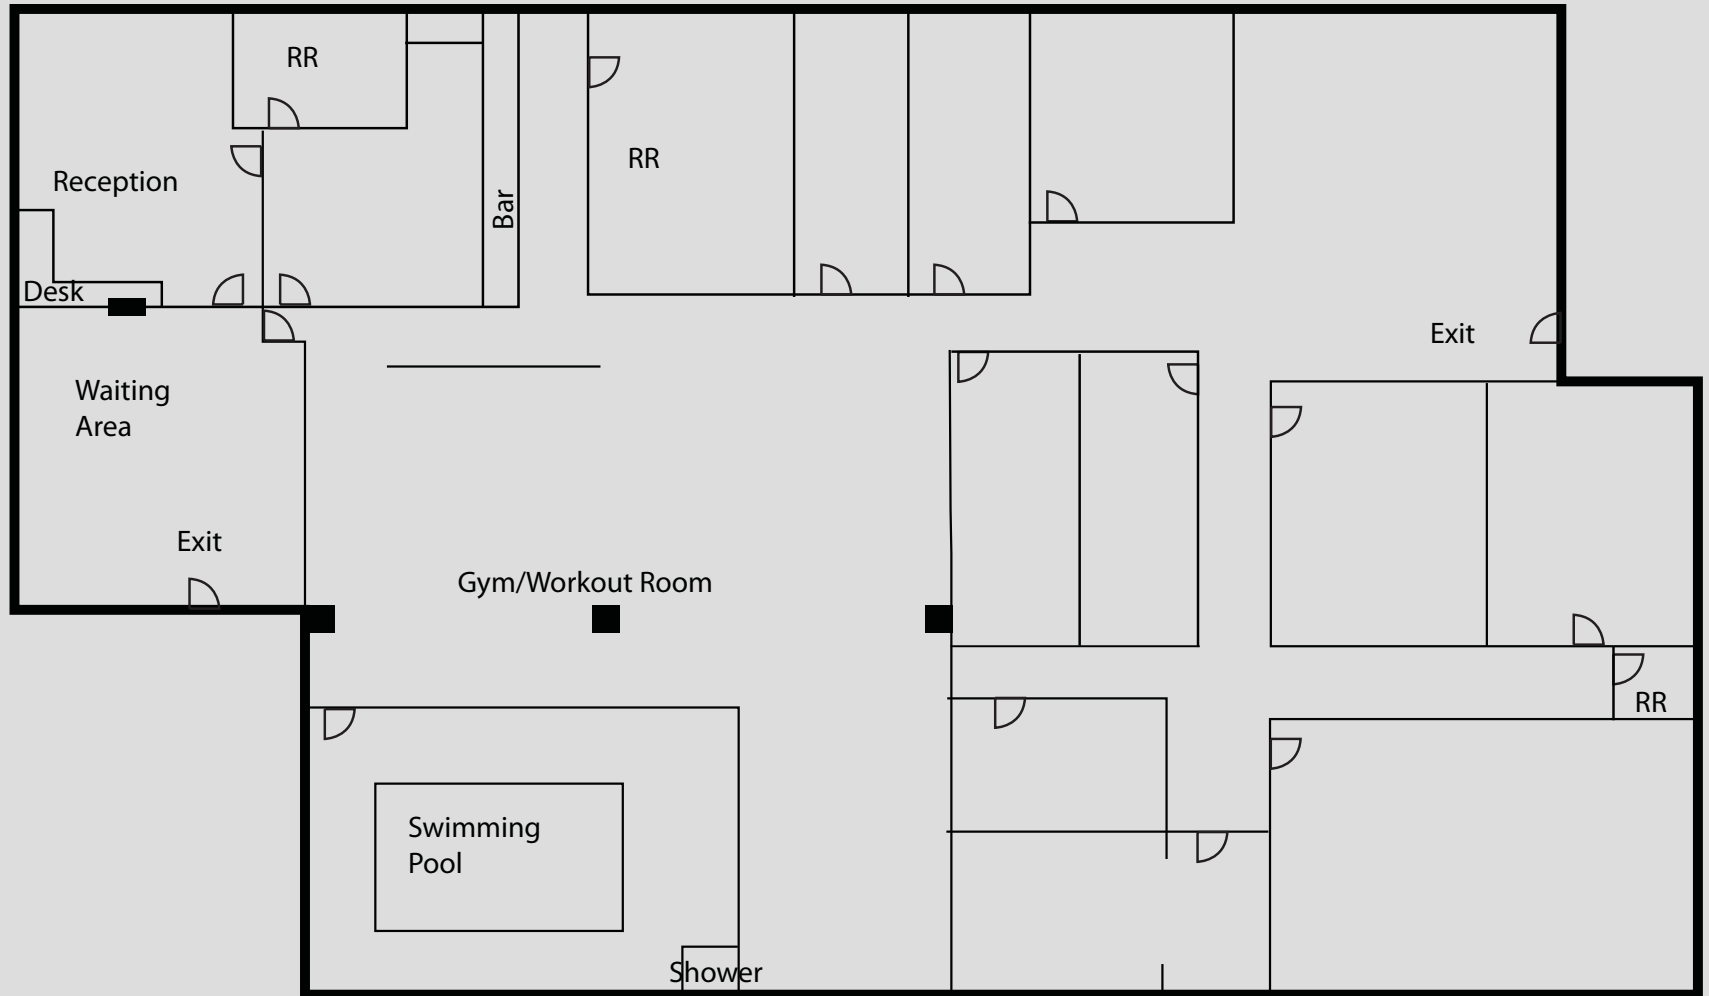 RR
RR
Reception
Bar
Desk
Exit
Waiting
Area
Exit
Gym/Workout Room
RR
Swimming
Pool
Shower